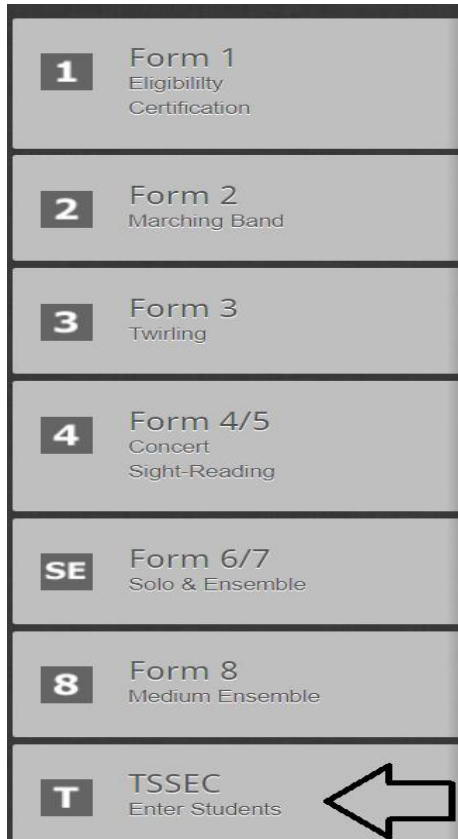 1
Form 1
Eligibililty
Certification
2
Form 2
Marching Band
3
Form 3
Twirling
4
Form 4/5
Concert
Sight-Reading
SE
Form 6/7
Solo & Ensemble
8
Form 8
Medium Ensemble
T
TSSEC
Enter Students